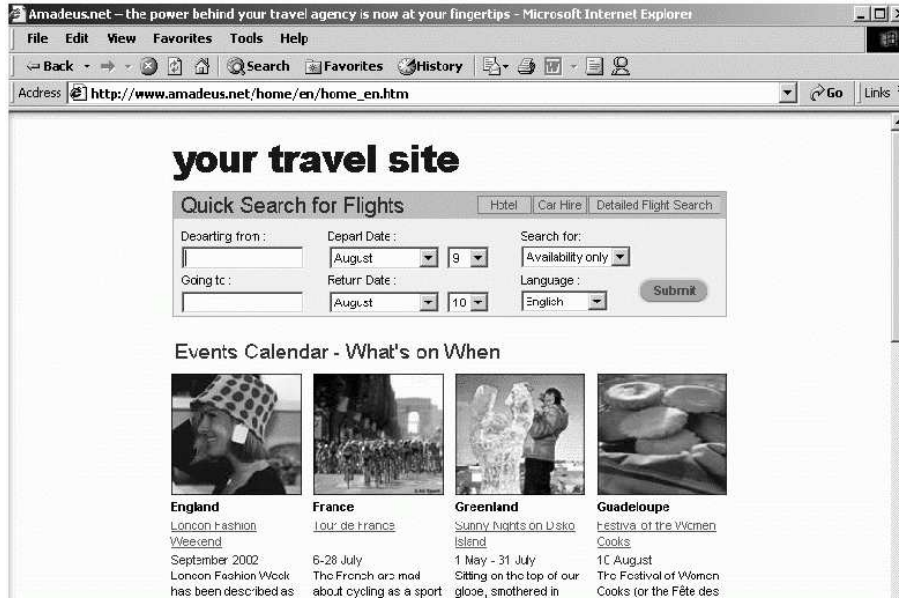 Amadeus.net – the power behind your travel agency is now at your fingertips - Microsoft Internet Explorer
File Edit View Favorites Tools Help
Back Search Favorites History
Address http://www.amadeus.net/home/en/home_en.htm Go Links
your travel site
Quick Search for Flights Hotel Car Hire Detailed Flight Search
Departing from : Depart Date : Search for:
August 9 Availability only
Going to : Return Date : Language :
August 10 English Submit
Events Calendar - What's on When
England France Greenland Guadeloupe
London Fashion Tour de France Sunny Nights on Disko Festival of the Women
Weekend Island Cooks
September 2002 6-28 July 1 May - 31 July 10 August
London Fashion Week The French are mad Sitting on the top of our The Festival of Women
has been described as about cycling as a sport globe, smothered in Cooks (or the Fête des